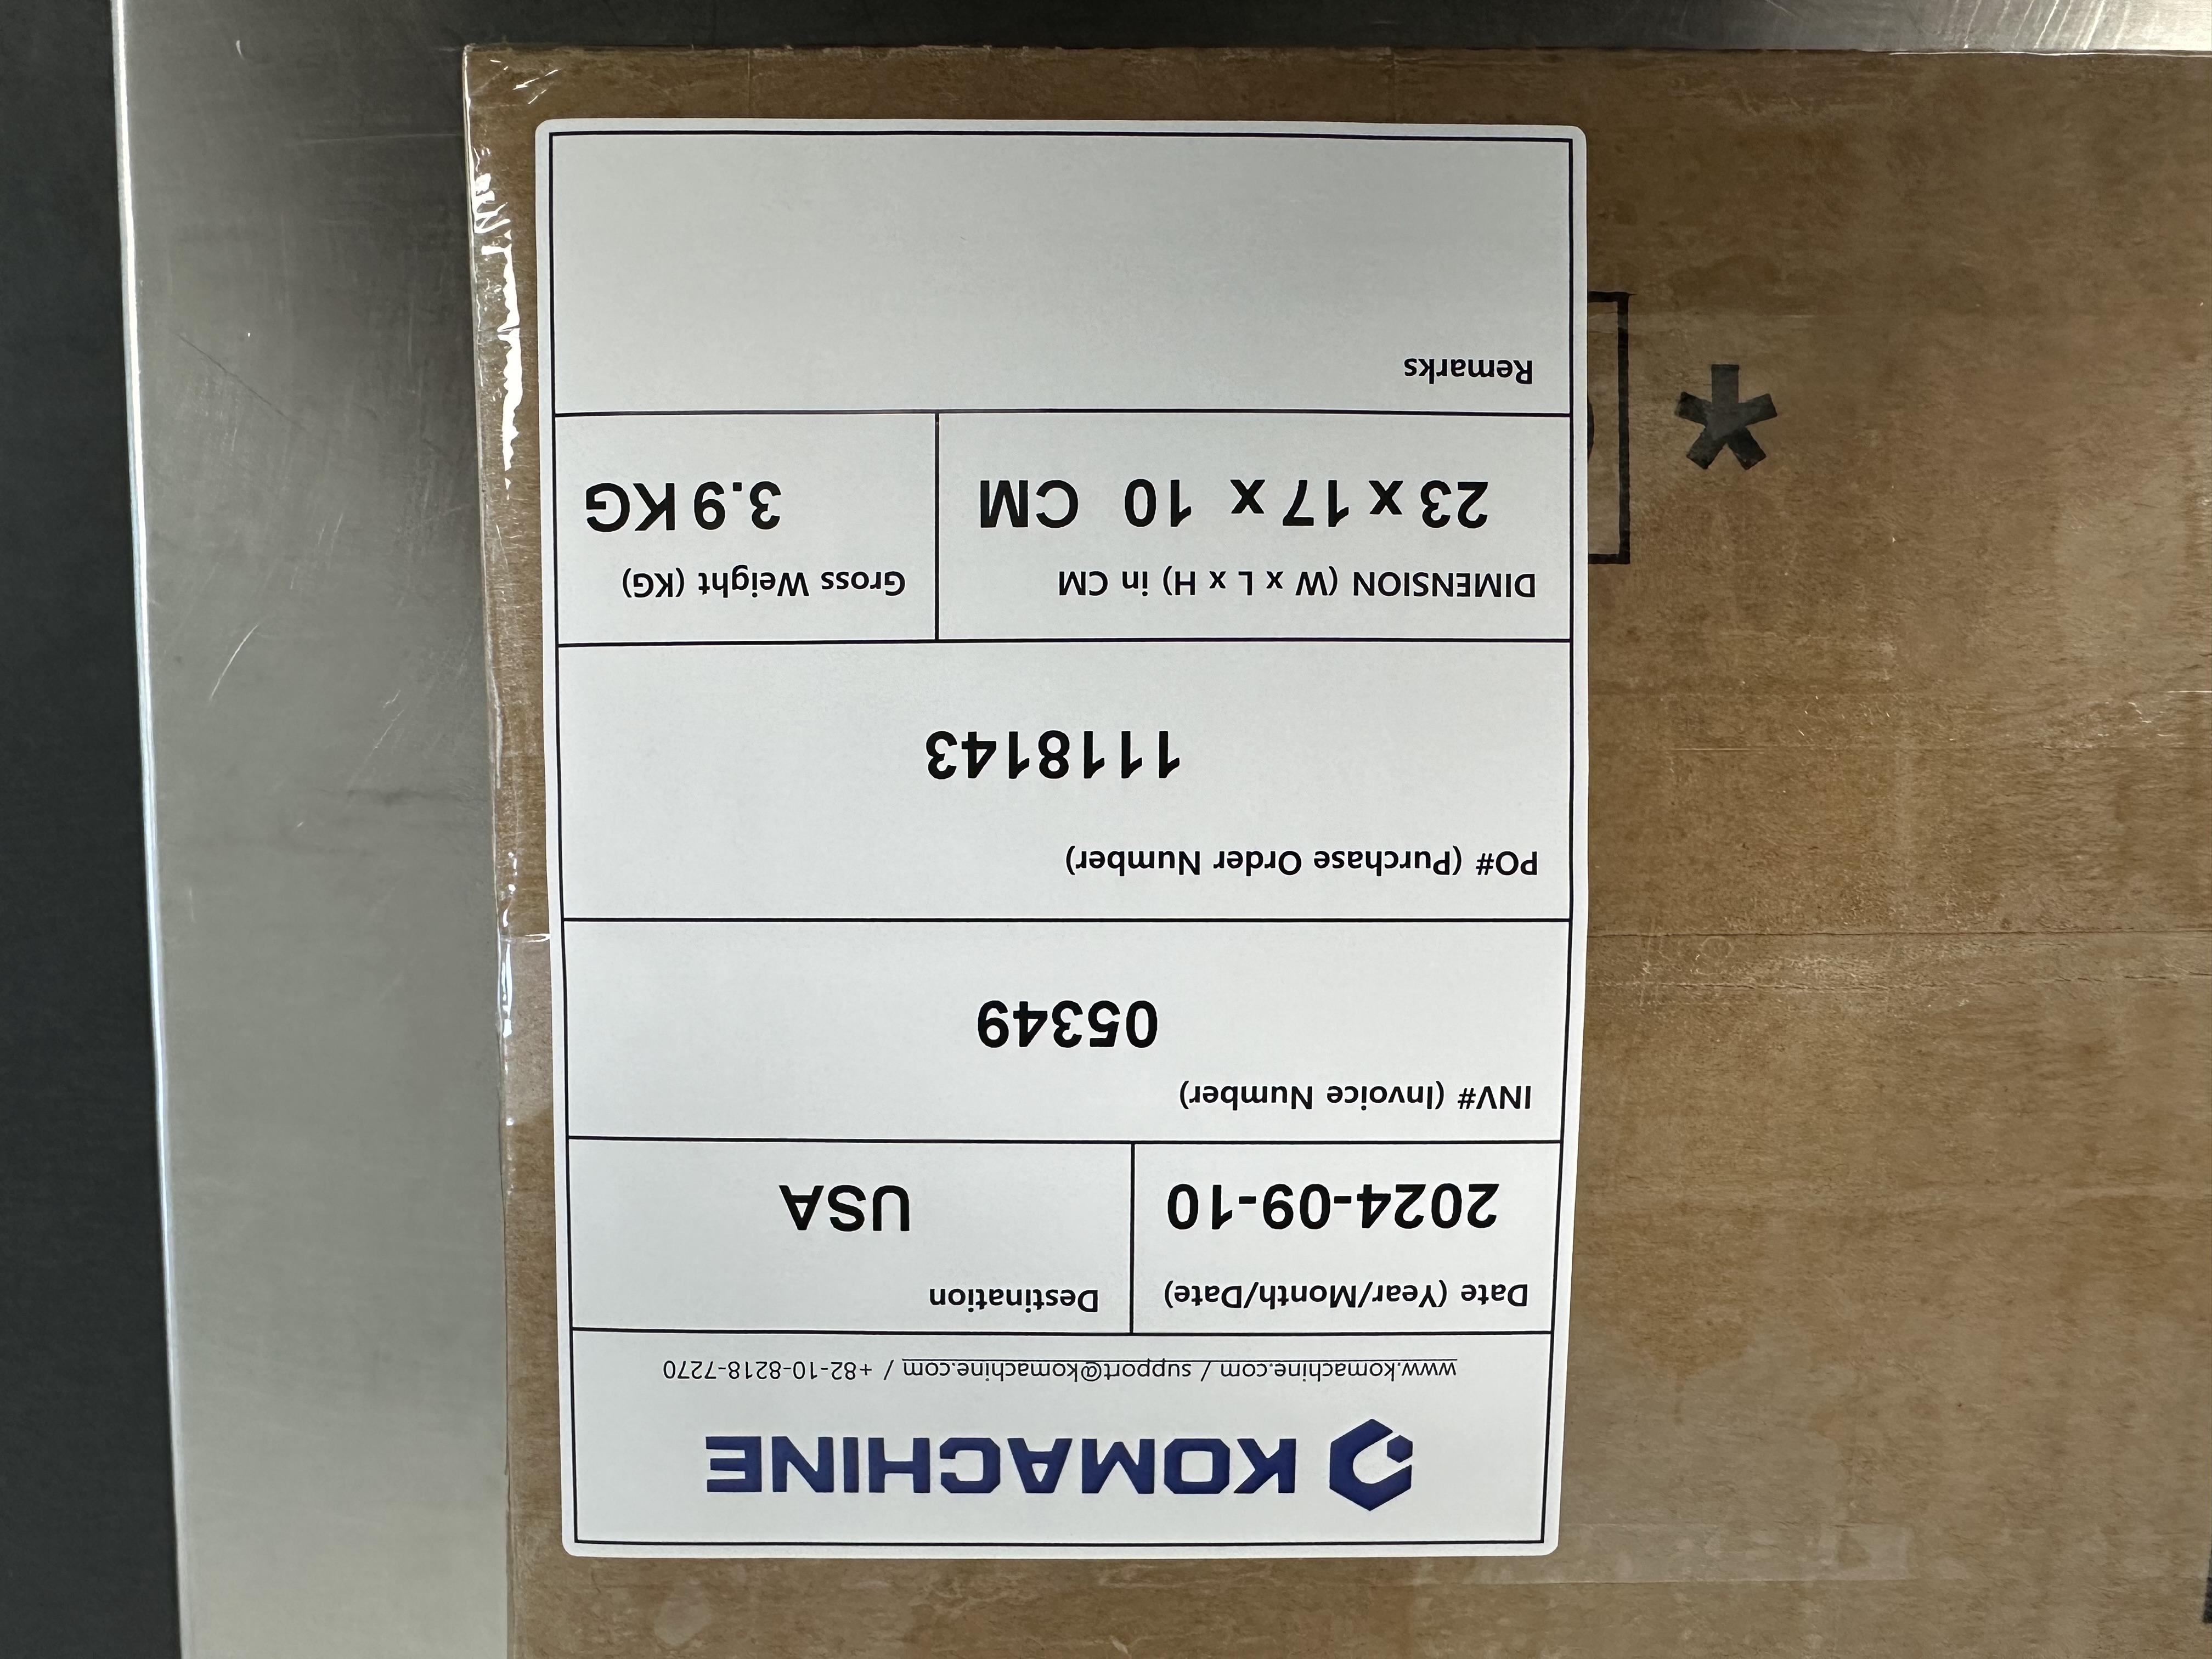 KOMACHINE
www.komachine.com / support@komachine.com / +82-10-8218-7270
Date (Year/Month/Date)
2024-09-10
Destination
USA
INV# (Invoice Number)
05349
PO# (Purchase Order Number)
1118143
DIMENSION (W x L x H) in CM
23 x 17 x 10 CM
Gross Weight (KG)
3.9 KG
Remarks
*